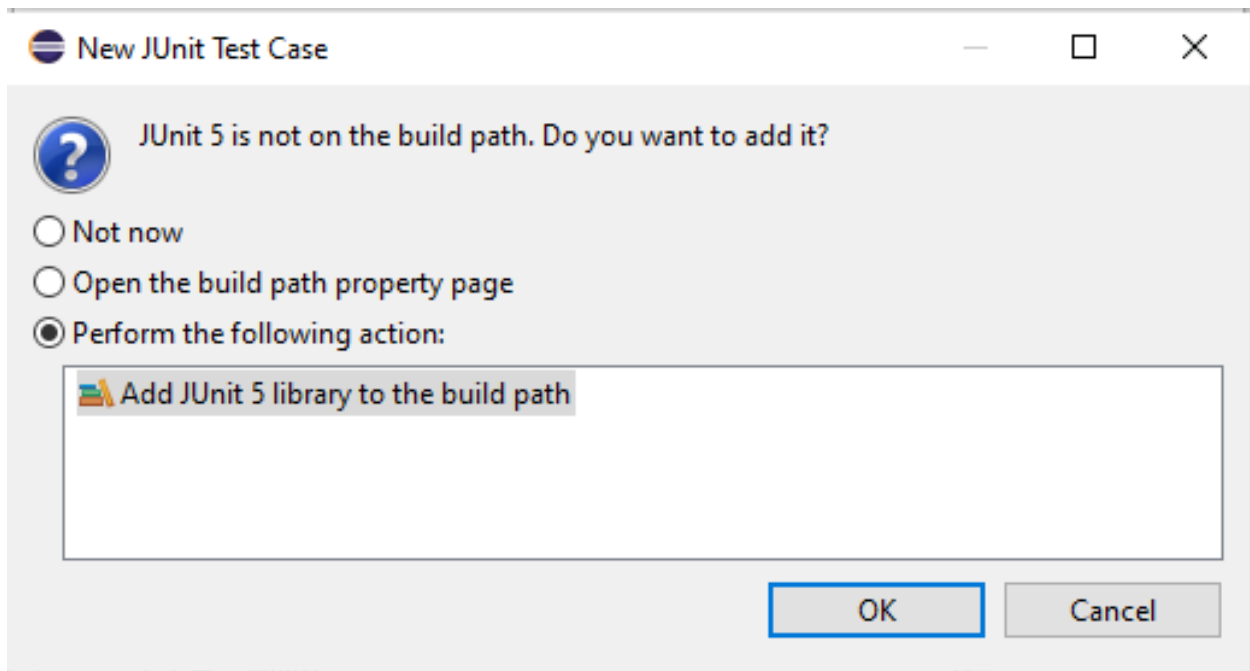 New JUnit Test Case
JUnit 5 is not on the build path. Do you want to add it?
Not now
Open the build path property page
Perform the following action:
Add JUnit 5 library to the build path
OK
Cancel